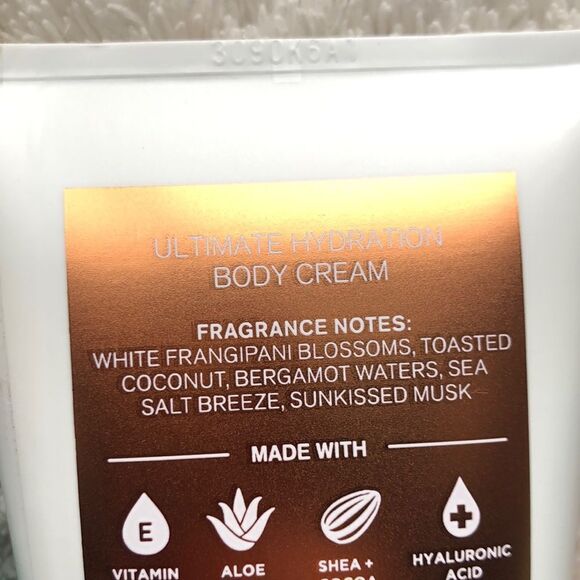 ULTIMATE HYDRATION
BODY CREAM
FRAGRANCE NOTES:
WHITE FRANGIPANI BLOSSOMS, TOASTED
COCONUT, BERGAMOT WATERS, SEA
SALT BREEZE, SUNKISSED MUSK
MADE WITH
E
VITAMIN
ALOE
SHEA +
COCOA
HYALURONIC
ACID